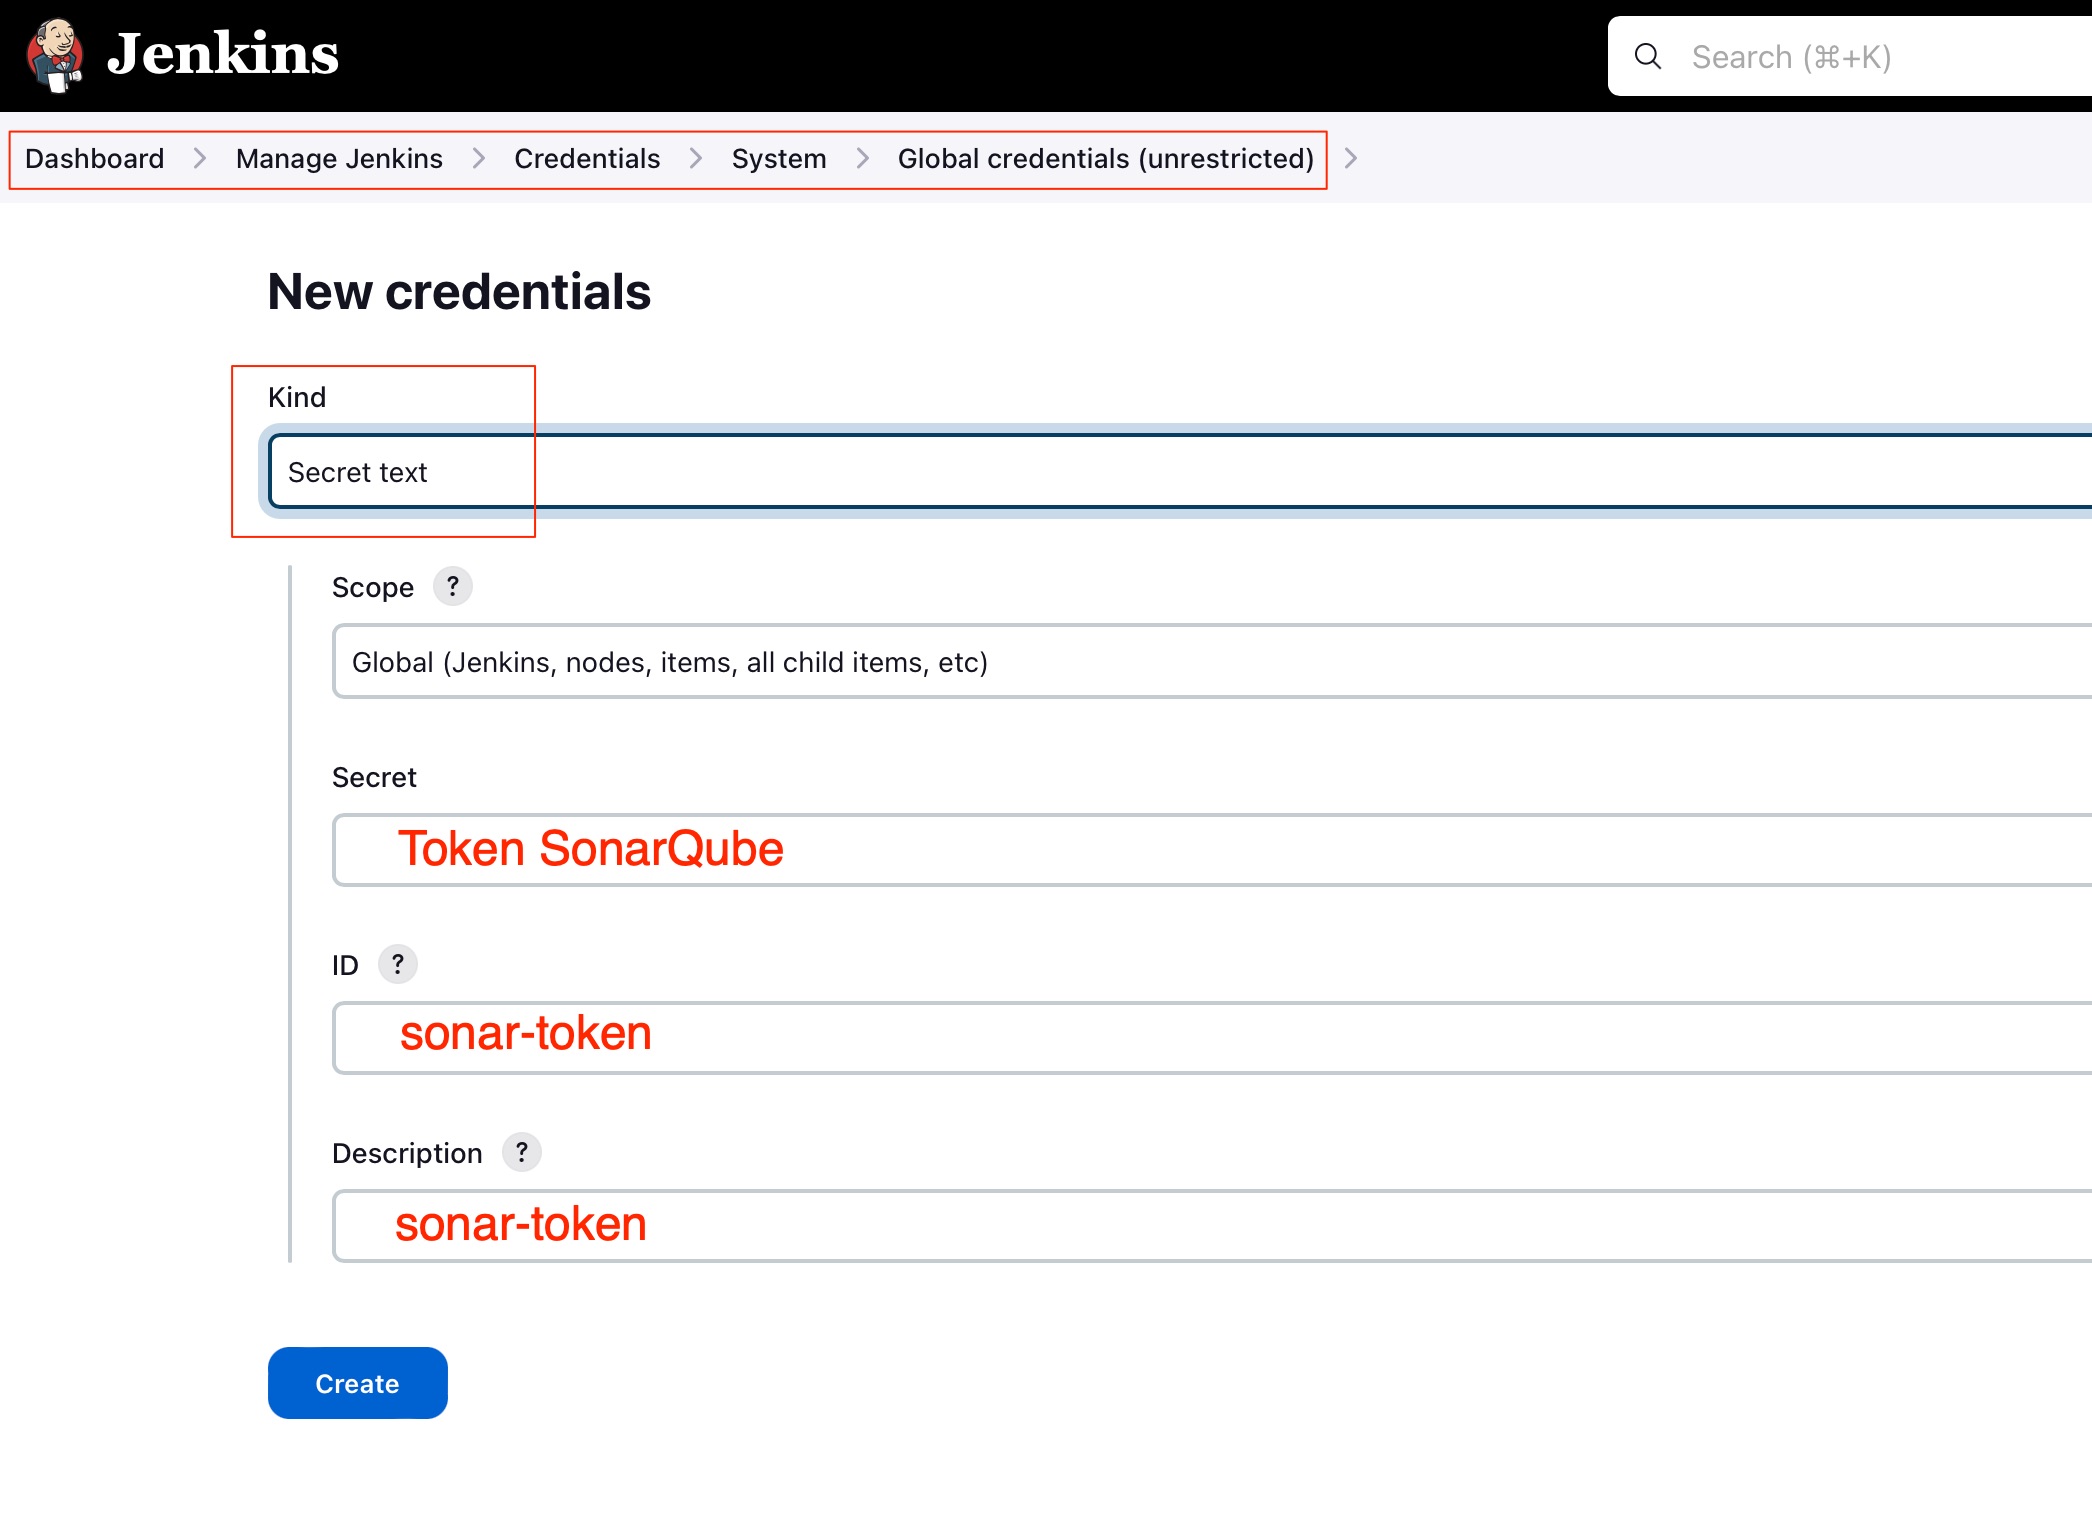 Jenkins
Search (⌘+K)
Dashboard > Manage Jenkins > Credentials > System > Global credentials (unrestricted) >
New credentials
Kind
Secret text
Scope ?
Global (Jenkins, nodes, items, all child items, etc)
Secret
Token SonarQube
ID ?
sonar-token
Description ?
sonar-token
Create